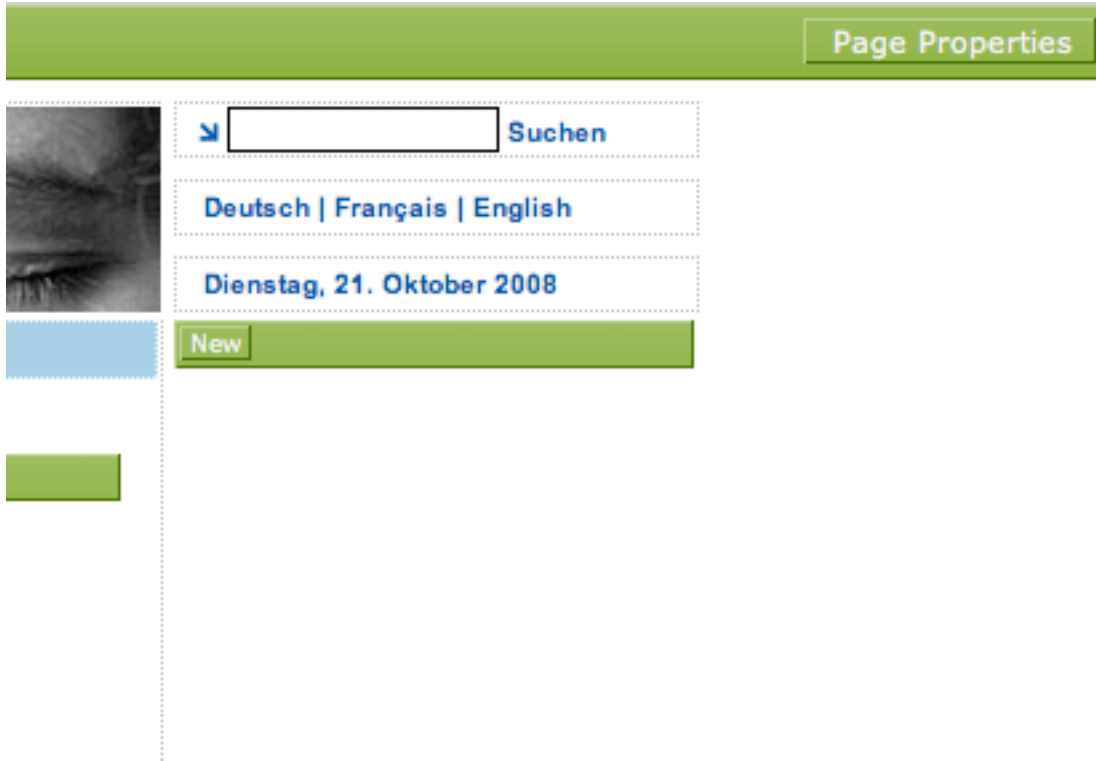 Page Properties
Suchen
Deutsch | Français | English
Dienstag, 21. Oktober 2008
New